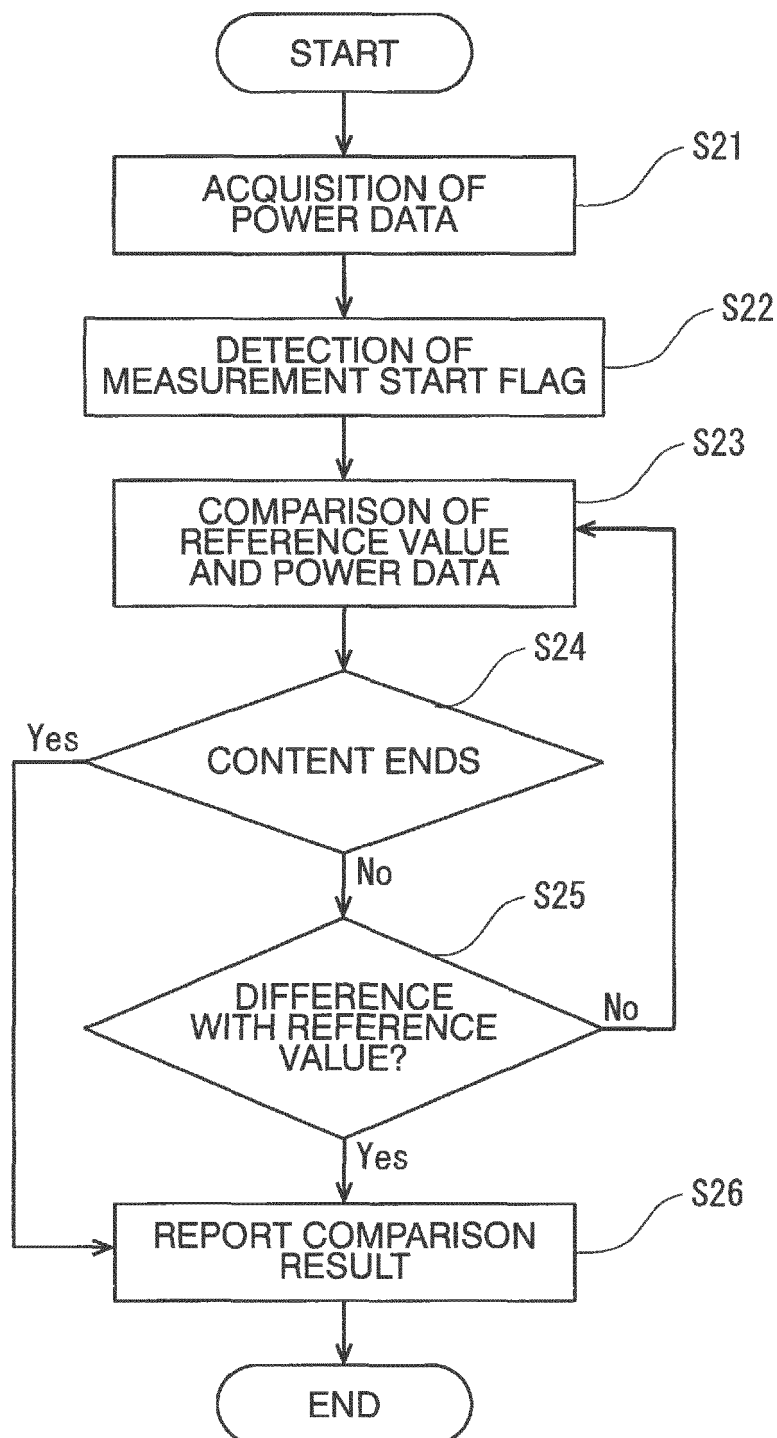 START
S21
ACQUISITION OF
POWER DATA
S22
DETECTION OF
MEASUREMENT START FLAG
S23
COMPARISON OF
REFERENCE VALUE
AND POWER DATA
S24
Yes
CONTENT ENDS
No
S25
DIFFERENCE
WITH REFERENCE
VALUE?
No
Yes
S26
REPORT COMPARISON
RESULT
END